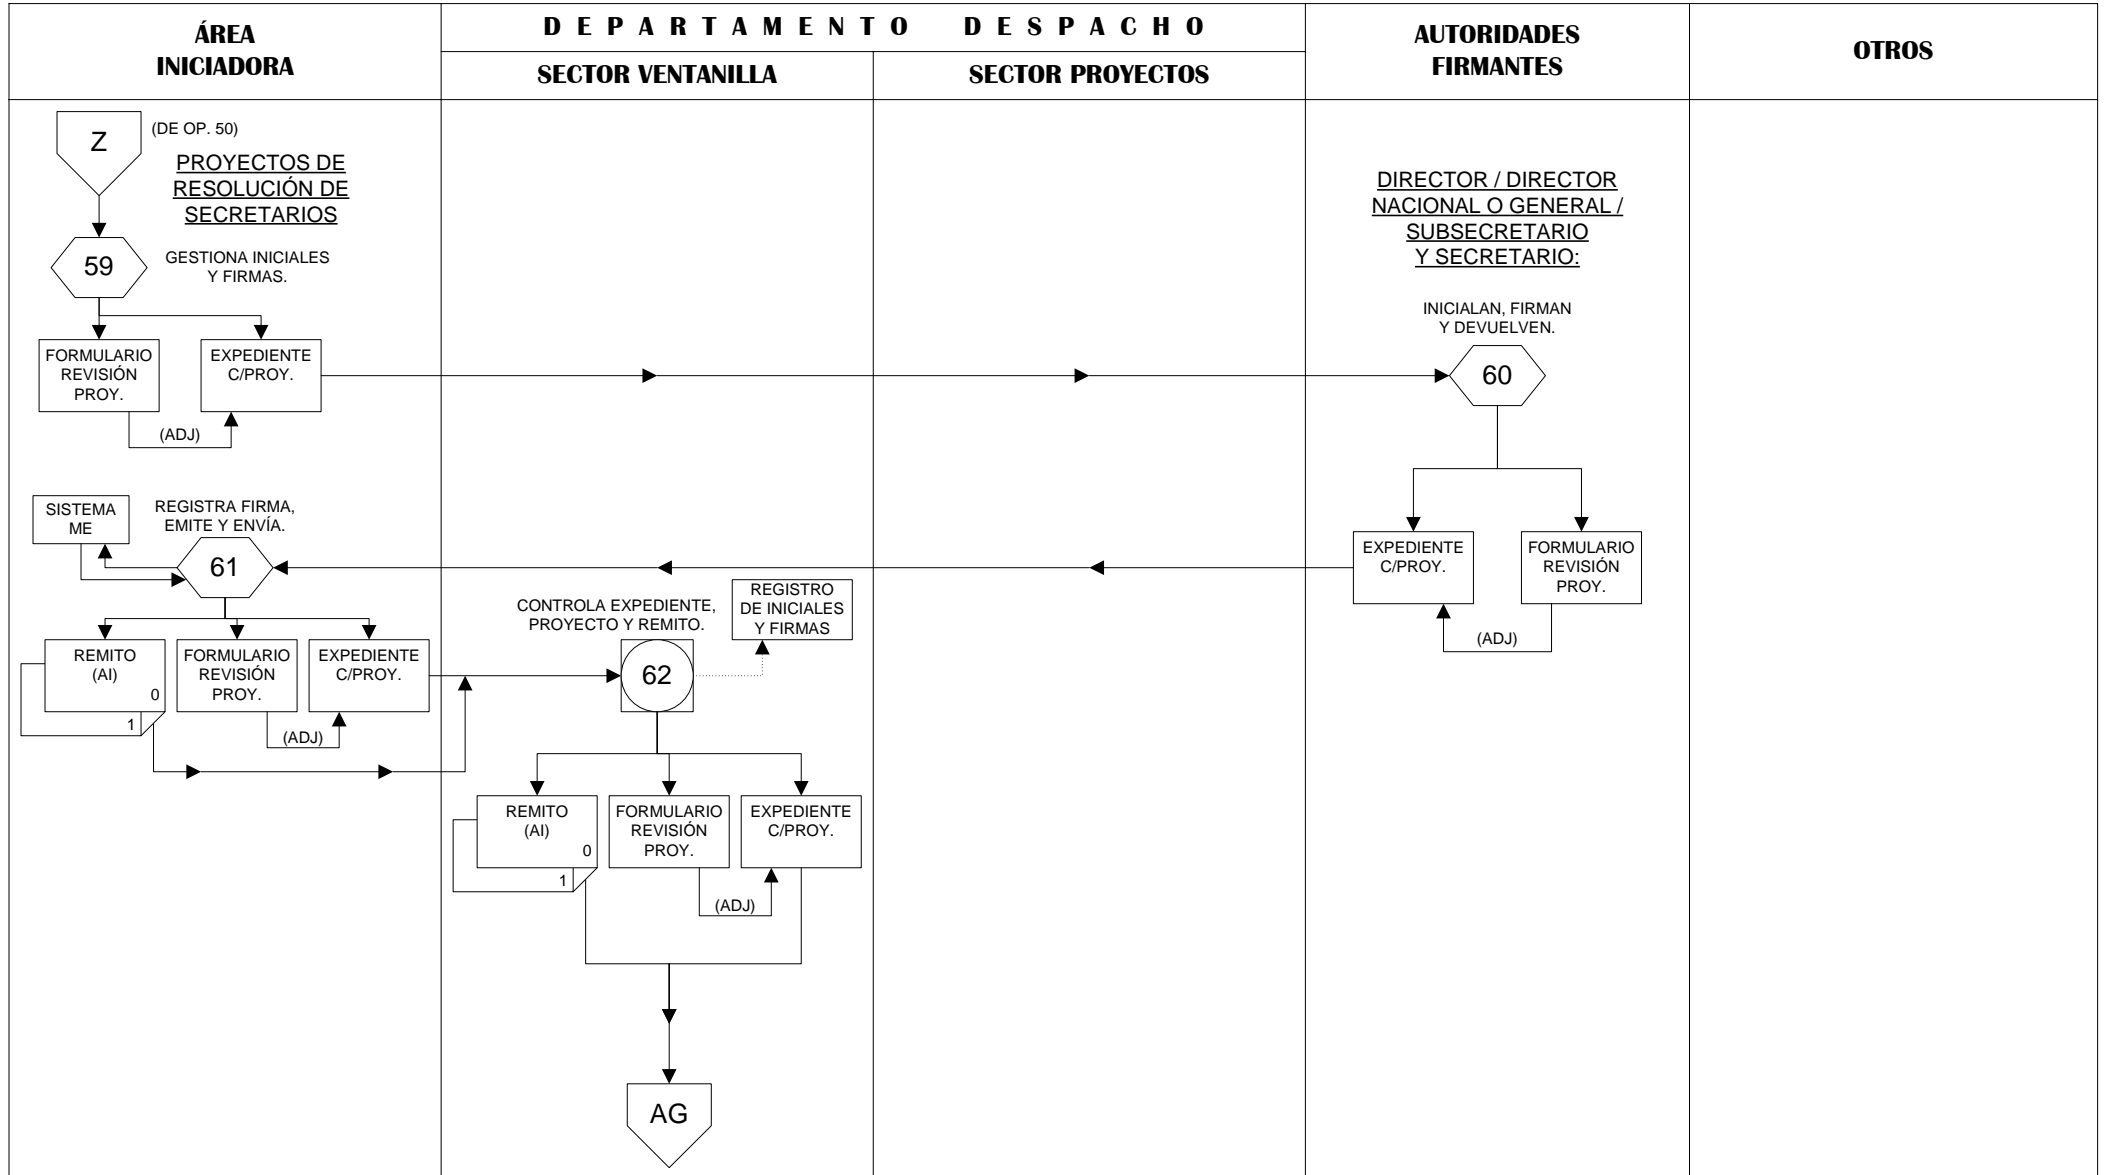 ÁREA
INICIADORA
DEPARTAMENTO DESPACHO
SECTOR VENTANILLA
SECTOR PROYECTOS
AUTORIDADES
FIRMANTES
OTROS
Z
(DE OP. 50)
PROYECTOS DE
RESOLUCIÓN DE
SECRETARIOS
59
GESTIONA INICIALES
Y FIRMAS.
FORMULARIO
REVISIÓN
PROY.
EXPEDIENTE
C/PROY.
(ADJ)
DIRECTOR / DIRECTOR
NACIONAL O GENERAL /
SUBSECRETARIO
Y SECRETARIO:
INICIALAN, FIRMAN
Y DEVUELVEN.
60
EXPEDIENTE
C/PROY.
FORMULARIO
REVISIÓN
PROY.
(ADJ)
SISTEMA
ME
REGISTRA FIRMA,
EMITE Y ENVÍA.
61
REMITO
(AI)
0
1
FORMULARIO
REVISIÓN
PROY.
EXPEDIENTE
C/PROY.
(ADJ)
CONTROLA EXPEDIENTE,
PROYECTO Y REMITO.
REGISTRO
DE INICIALES
Y FIRMAS
62
REMITO
(AI)
0
1
FORMULARIO
REVISIÓN
PROY.
EXPEDIENTE
C/PROY.
(ADJ)
AG